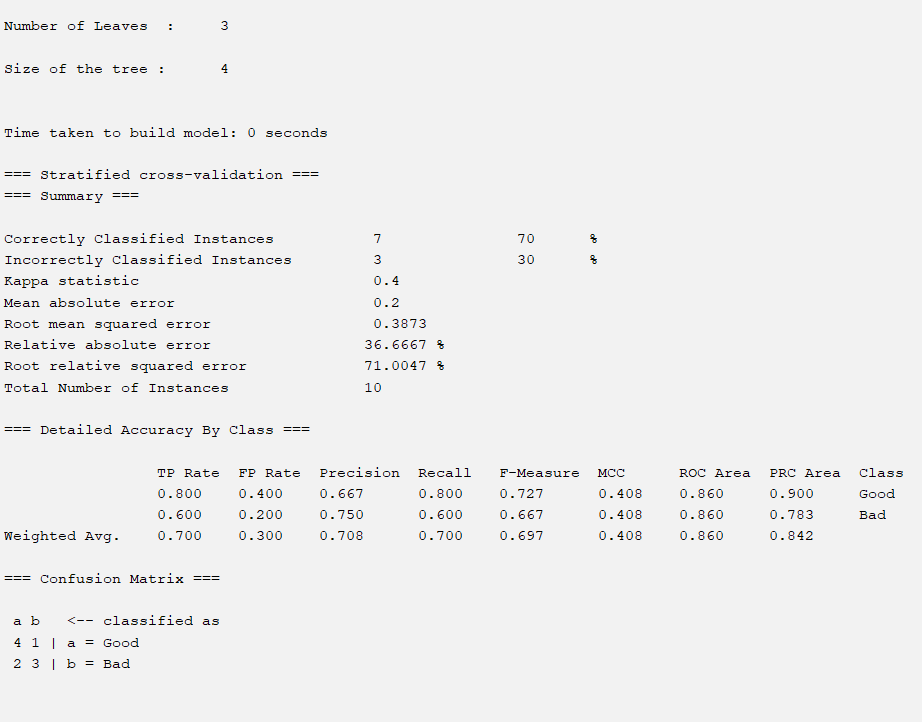 Number of Leaves  :     3
Size of the tree :      4
Time taken to build model: 0 seconds
=== Stratified cross-validation ===
=== Summary ===
Correctly Classified Instances           7               70      %
Incorrectly Classified Instances         3               30      %
Kappa statistic                          0.4
Mean absolute error                      0.2
Root mean squared error                  0.3873
Relative absolute error                 36.6667 %
Root relative squared error             71.0047 %
Total Number of Instances               10
=== Detailed Accuracy By Class ===
                 TP Rate  FP Rate  Precision  Recall   F-Measure  MCC      ROC Area  PRC Area  Class
                 0.800    0.400    0.667      0.800    0.727      0.408    0.860     0.900     Good
                 0.600    0.200    0.750      0.600    0.667      0.408    0.860     0.783     Bad
Weighted Avg.    0.700    0.300    0.708      0.700    0.697      0.408    0.860     0.842
=== Confusion Matrix ===
 a b   <-- classified as
 4 1 | a = Good
 2 3 | b = Bad